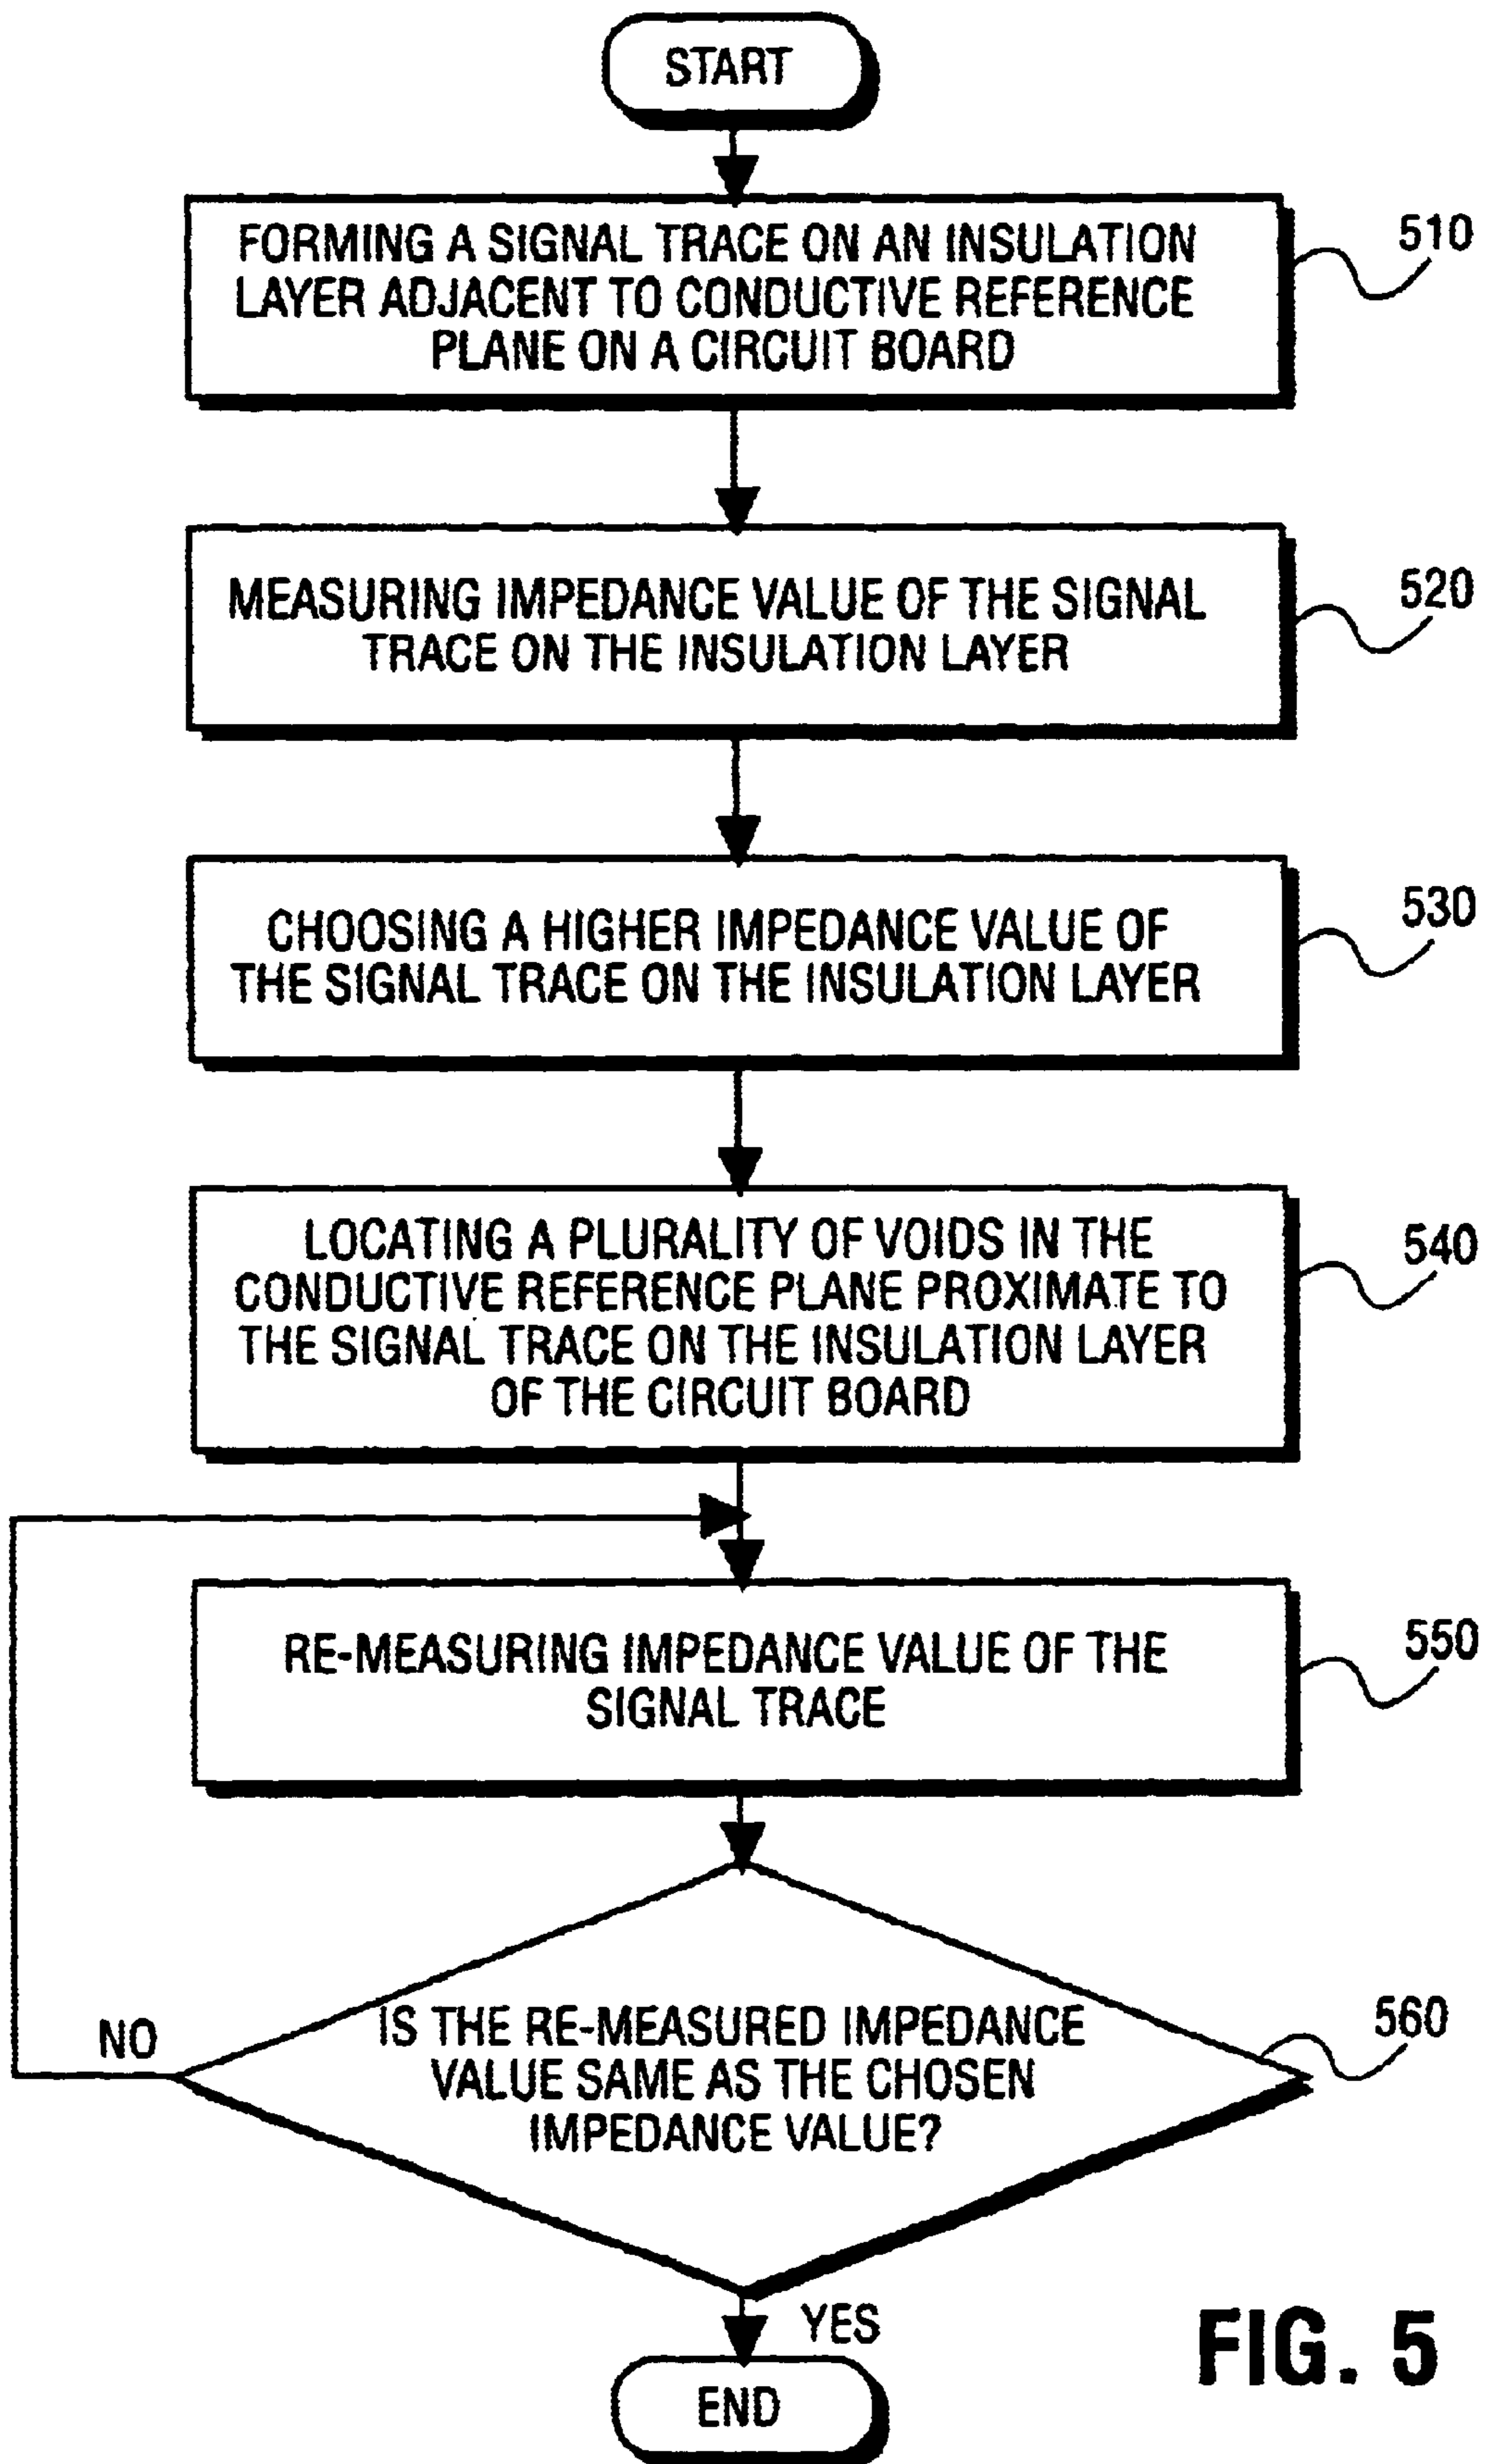 START
FORMING A SIGNAL TRACE ON AN INSULATION
LAYER ADJACENT TO CONDUCTIVE REFERENCE
PLANE ON A CIRCUIT BOARD
510
MEASURING IMPEDANCE VALUE OF THE SIGNAL
TRACE ON THE INSULATION LAYER
520
CHOOSING A HIGHER IMPEDANCE VALUE OF
THE SIGNAL TRACE ON THE INSULATION LAYER
530
LOCATING A PLURALITY OF VOIDS IN THE
CONDUCTIVE REFERENCE PLANE PROXIMATE TO
THE SIGNAL TRACE ON THE INSULATION LAYER
OF THE CIRCUIT BOARD
540
RE-MEASURING IMPEDANCE VALUE OF THE
SIGNAL TRACE
550
IS THE RE-MEASURED IMPEDANCE
VALUE SAME AS THE CHOSEN
IMPEDANCE VALUE?
560
NO
YES
END
FIG. 5